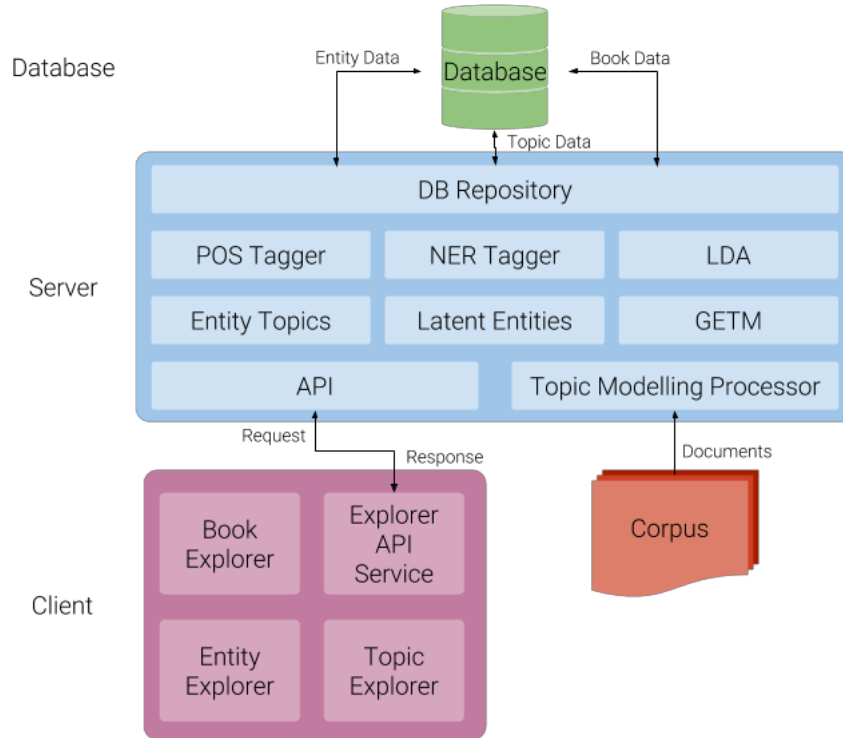 Database
Entity Data
Database
Book Data
Topic Data
Server
DB Repository
POS Tagger
NER Tagger
LDA
Entity Topics
Latent Entities
GETM
API
Topic Modelling Processor
Request
Response
Documents
Client
Book
Explorer
Explorer
API
Service
Corpus
Entity
Explorer
Topic
Explorer